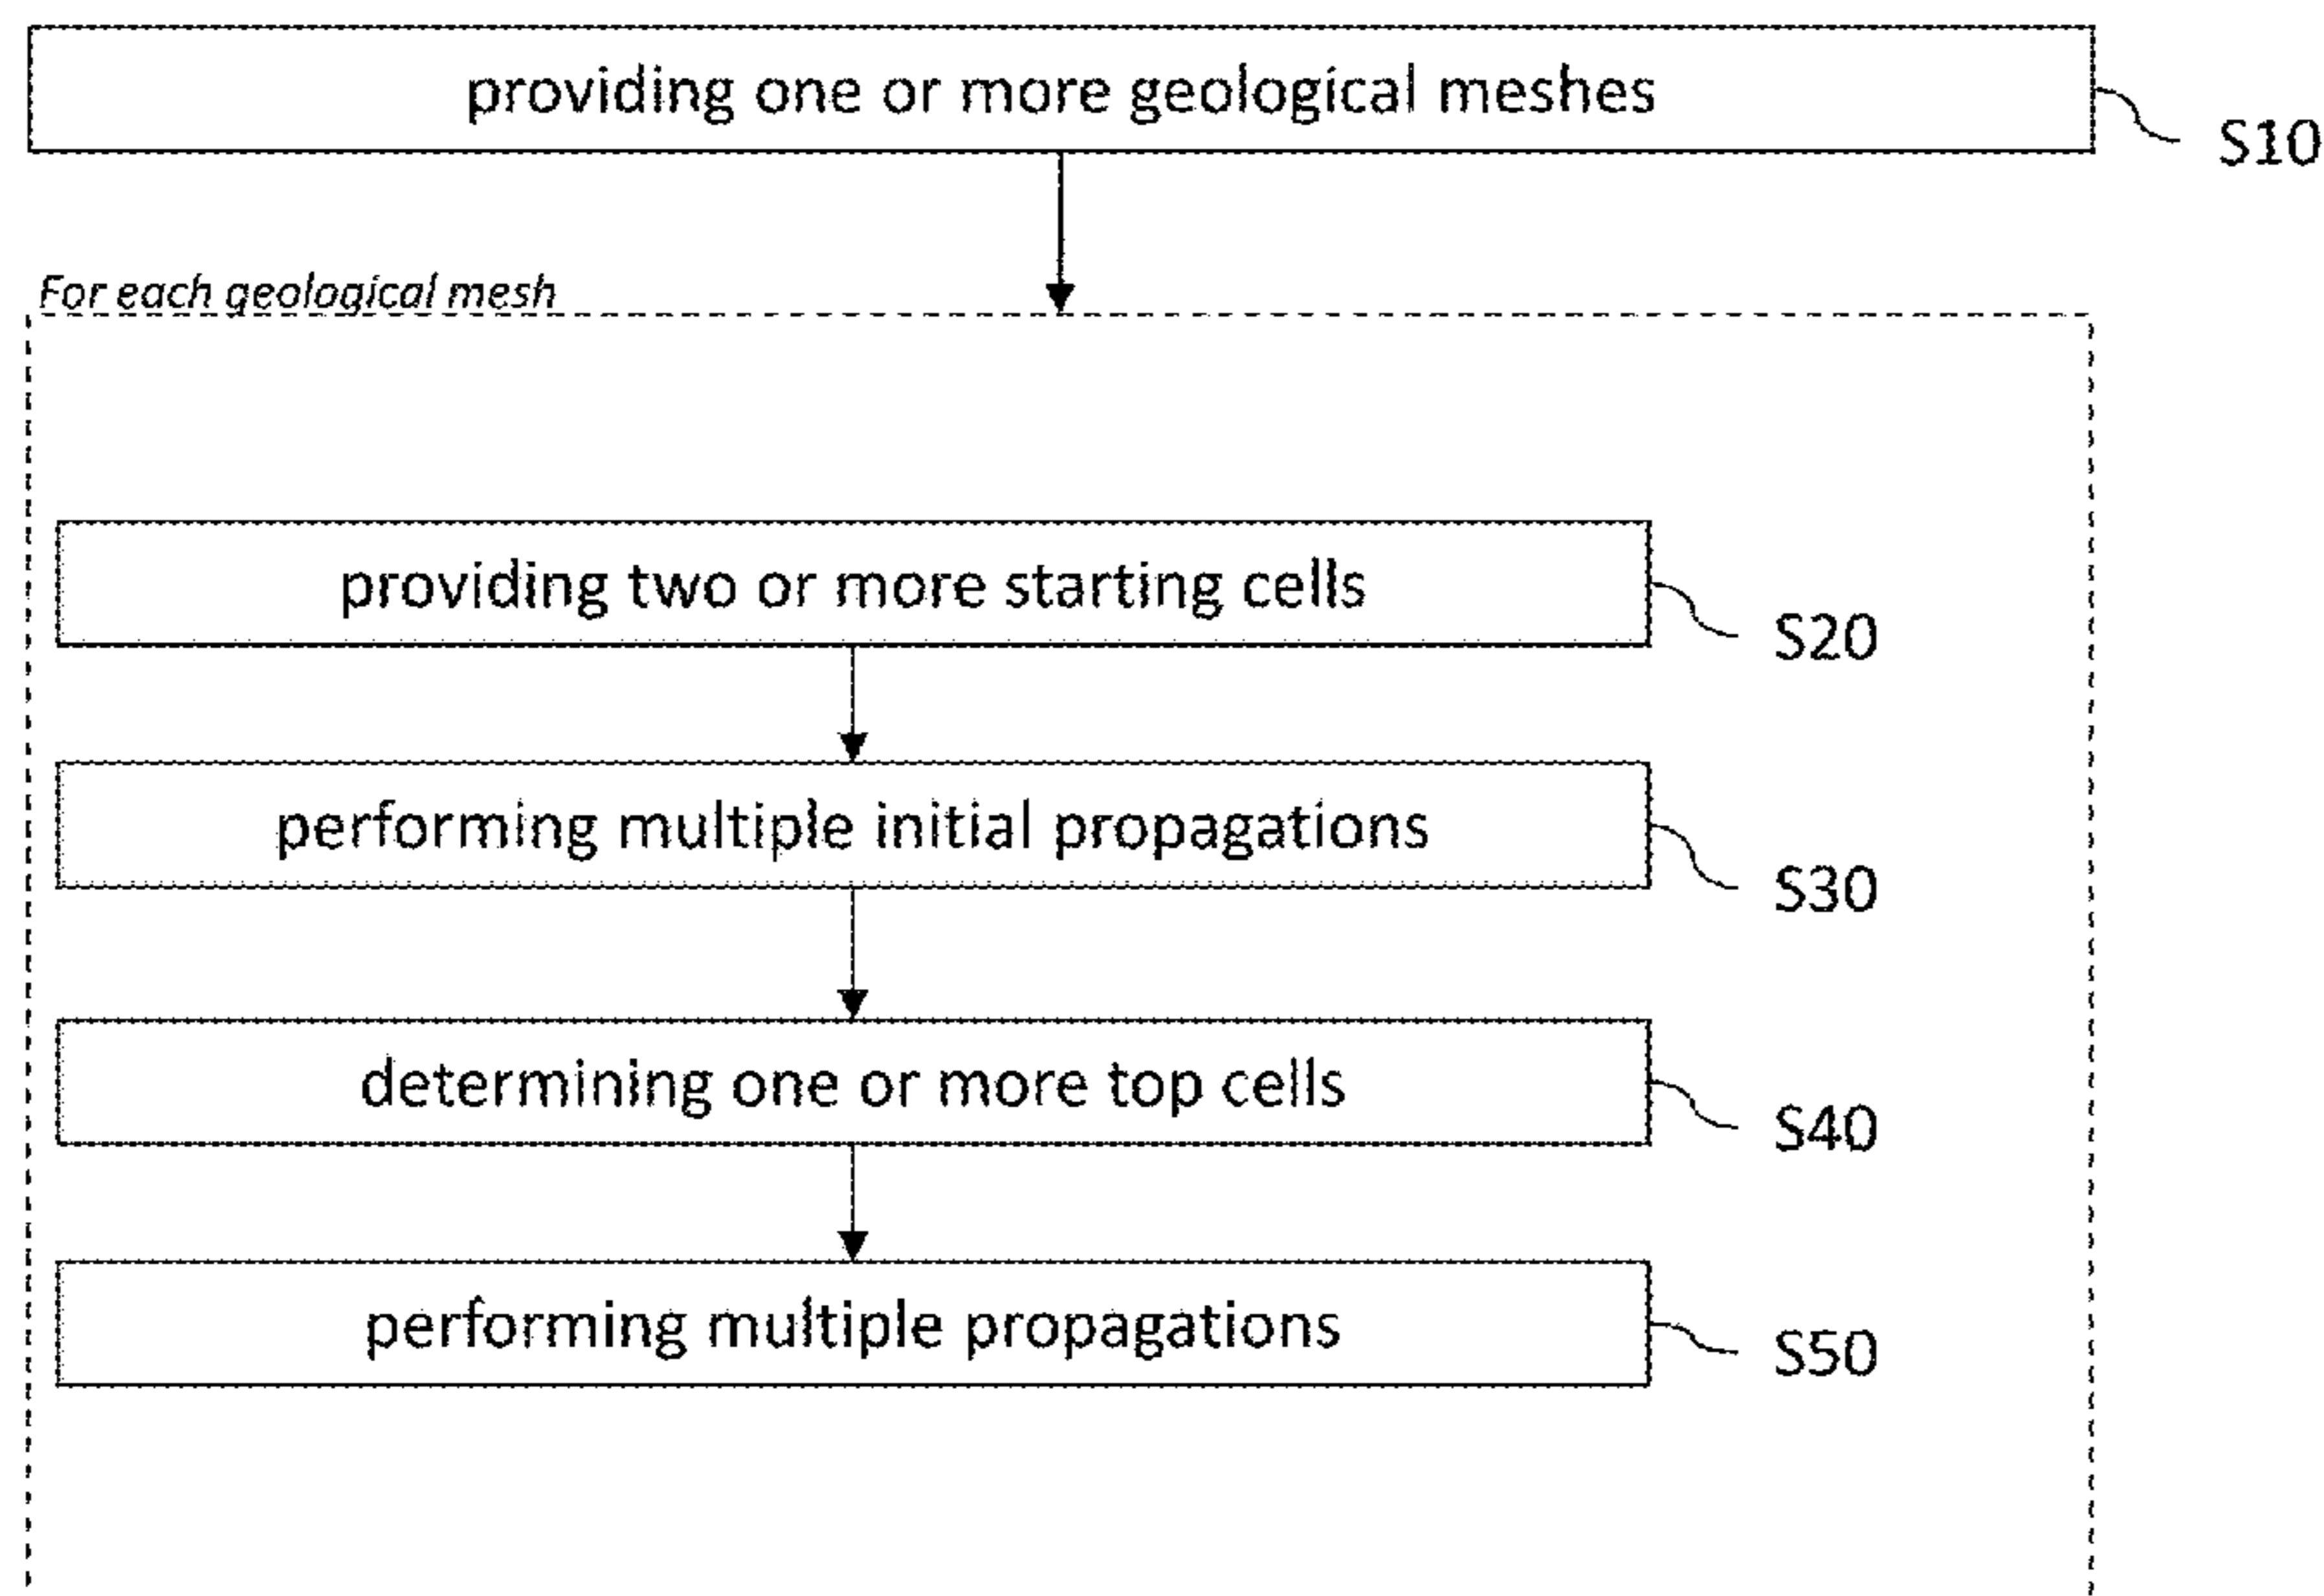 providing one or more geological meshes
S10
For each geological mesh
providing two or more starting cells
S20
performing multiple initial propagations
S30
determining one or more top cells
S40
performing multiple propagations
S50